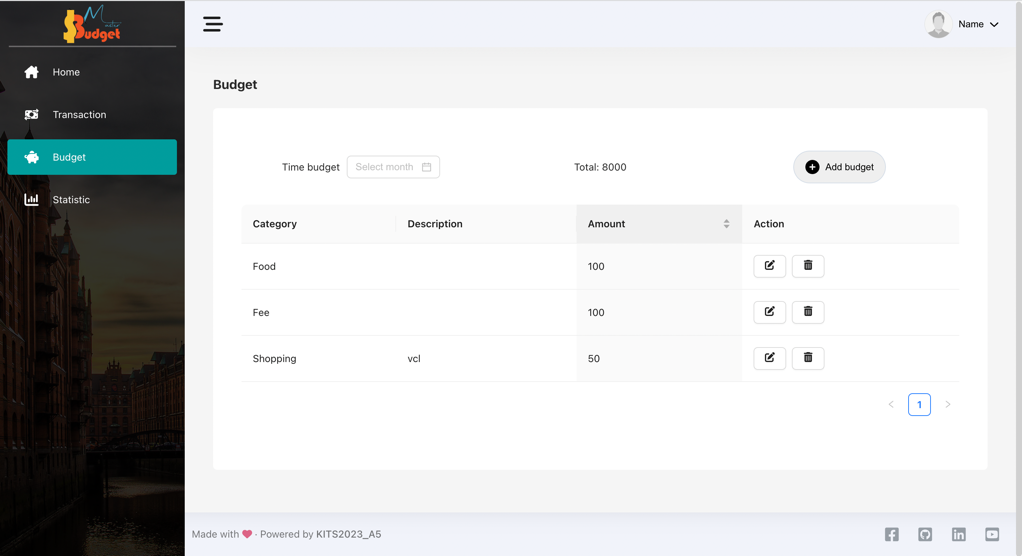 Master
Budget
Home
Transaction
Budget
Statistic
Name
Budget
Time budget Select month Total: 8000 Add budget
Category Description Amount Action
Food 100
Fee 100
Shopping vcl 50
1
Made with ❤ · Powered by KITS2023_A5